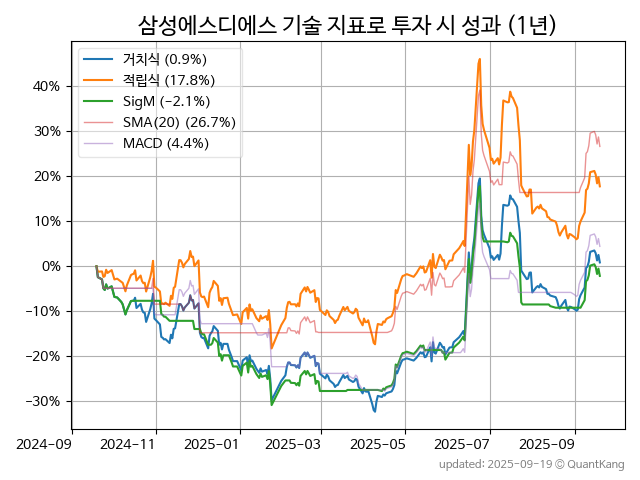 삼성에스디에스 기술 지표로 투자 시 성과 (1년)
거치식 (0.9%)
적립식 (17.8%)
SigM (−2.1%)
SMA(20) (26.7%)
MACD (4.4%)
40%
30%
20%
10%
0%
−10%
−20%
−30%
2024-09 2024-11 2025-01 2025-03 2025-05 2025-07 2025-09
updated: 2025-09-19 © QuantKang